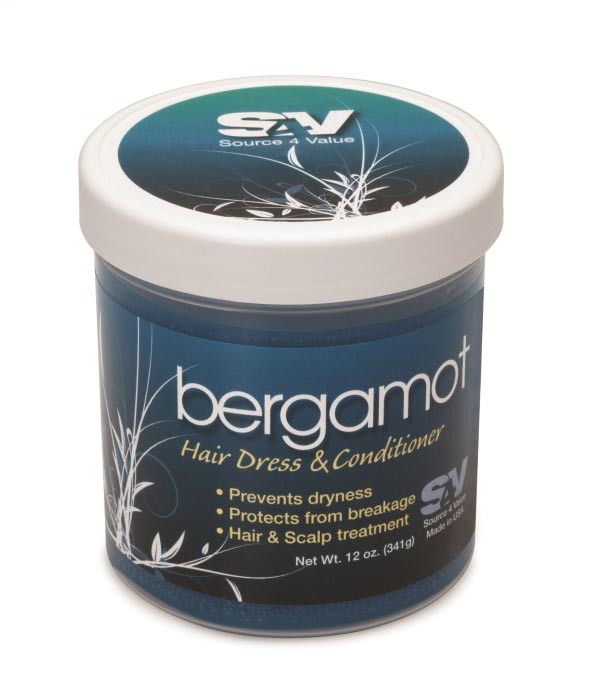 S4V
Source 4 Value
bergamot
Hair Dress & Conditioner
• Prevents dryness
• Protects from breakage
• Hair & Scalp treatment
Net Wt. 12 oz. (341g)
S4V
Source 4 Value
Made in USA